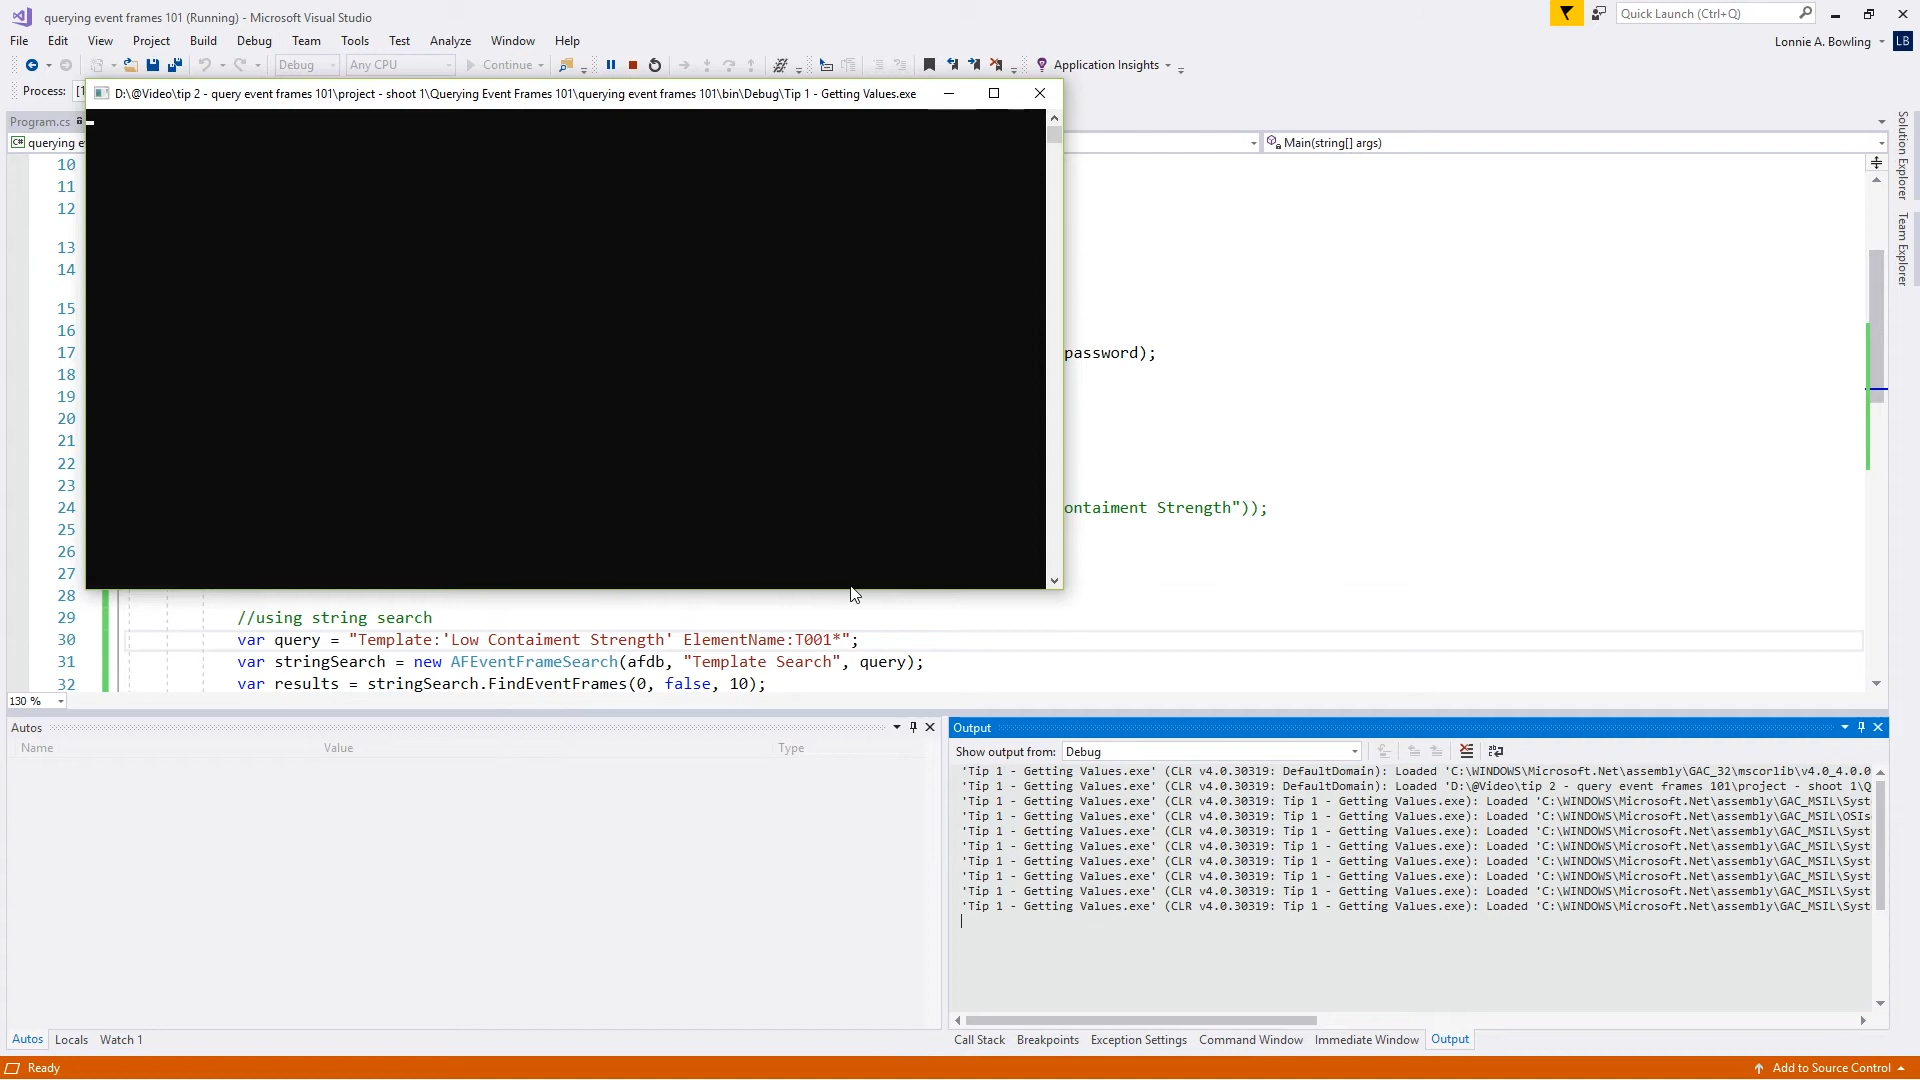 querying event frames 101 (Running) - Microsoft Visual Studio
Quick Launch (Ctrl+Q)
File Edit View Project Build Debug Team Tools Test Analyze Window Help
Lonnie A. Bowling LB
Debug Any CPU Continue Application Insights
Process: [1
D:\@Video\tip 2 - query event frames 101\project - shoot 1\Querying Event Frames 101\querying event frames 101\bin\Debug\Tip 1 - Getting Values.exe
Program.cs
C# querying e
Main(string[] args)
Solution Explorer
Team Explorer
10
11
12
13
14
15
16
17 password);
18
19
20
21
22
23
24 ontaiment Strength"));
25
26
27
28
29 //using string search
30 var query = "Template:'Low Contaiment Strength' ElementName:T001*";
31 var stringSearch = new AFEventFrameSearch(afdb, "Template Search", query);
32 var results = stringSearch.FindEventFrames(0, false, 10);
130 %
Autos
Name Value Type
Output
Show output from: Debug
'Tip 1 - Getting Values.exe' (CLR v4.0.30319: DefaultDomain): Loaded 'C:\WINDOWS\Microsoft.Net\assembly\GAC_32\mscorlib\v4.0_4.0.0
'Tip 1 - Getting Values.exe' (CLR v4.0.30319: DefaultDomain): Loaded 'D:\@Video\tip 2 - query event frames 101\project - shoot 1\Q
'Tip 1 - Getting Values.exe' (CLR v4.0.30319: Tip 1 - Getting Values.exe): Loaded 'C:\WINDOWS\Microsoft.Net\assembly\GAC_MSIL\Syst
'Tip 1 - Getting Values.exe' (CLR v4.0.30319: Tip 1 - Getting Values.exe): Loaded 'C:\WINDOWS\Microsoft.Net\assembly\GAC_MSIL\OSIs
'Tip 1 - Getting Values.exe' (CLR v4.0.30319: Tip 1 - Getting Values.exe): Loaded 'C:\WINDOWS\Microsoft.Net\assembly\GAC_MSIL\Syst
'Tip 1 - Getting Values.exe' (CLR v4.0.30319: Tip 1 - Getting Values.exe): Loaded 'C:\WINDOWS\Microsoft.Net\assembly\GAC_MSIL\Syst
'Tip 1 - Getting Values.exe' (CLR v4.0.30319: Tip 1 - Getting Values.exe): Loaded 'C:\WINDOWS\Microsoft.Net\assembly\GAC_MSIL\Syst
'Tip 1 - Getting Values.exe' (CLR v4.0.30319: Tip 1 - Getting Values.exe): Loaded 'C:\WINDOWS\Microsoft.Net\assembly\GAC_MSIL\Syst
'Tip 1 - Getting Values.exe' (CLR v4.0.30319: Tip 1 - Getting Values.exe): Loaded 'C:\WINDOWS\Microsoft.Net\assembly\GAC_MSIL\Syst
'Tip 1 - Getting Values.exe' (CLR v4.0.30319: Tip 1 - Getting Values.exe): Loaded 'C:\WINDOWS\Microsoft.Net\assembly\GAC_MSIL\Syst
Autos Locals Watch 1
Call Stack Breakpoints Exception Settings Command Window Immediate Window Output
Ready
Add to Source Control